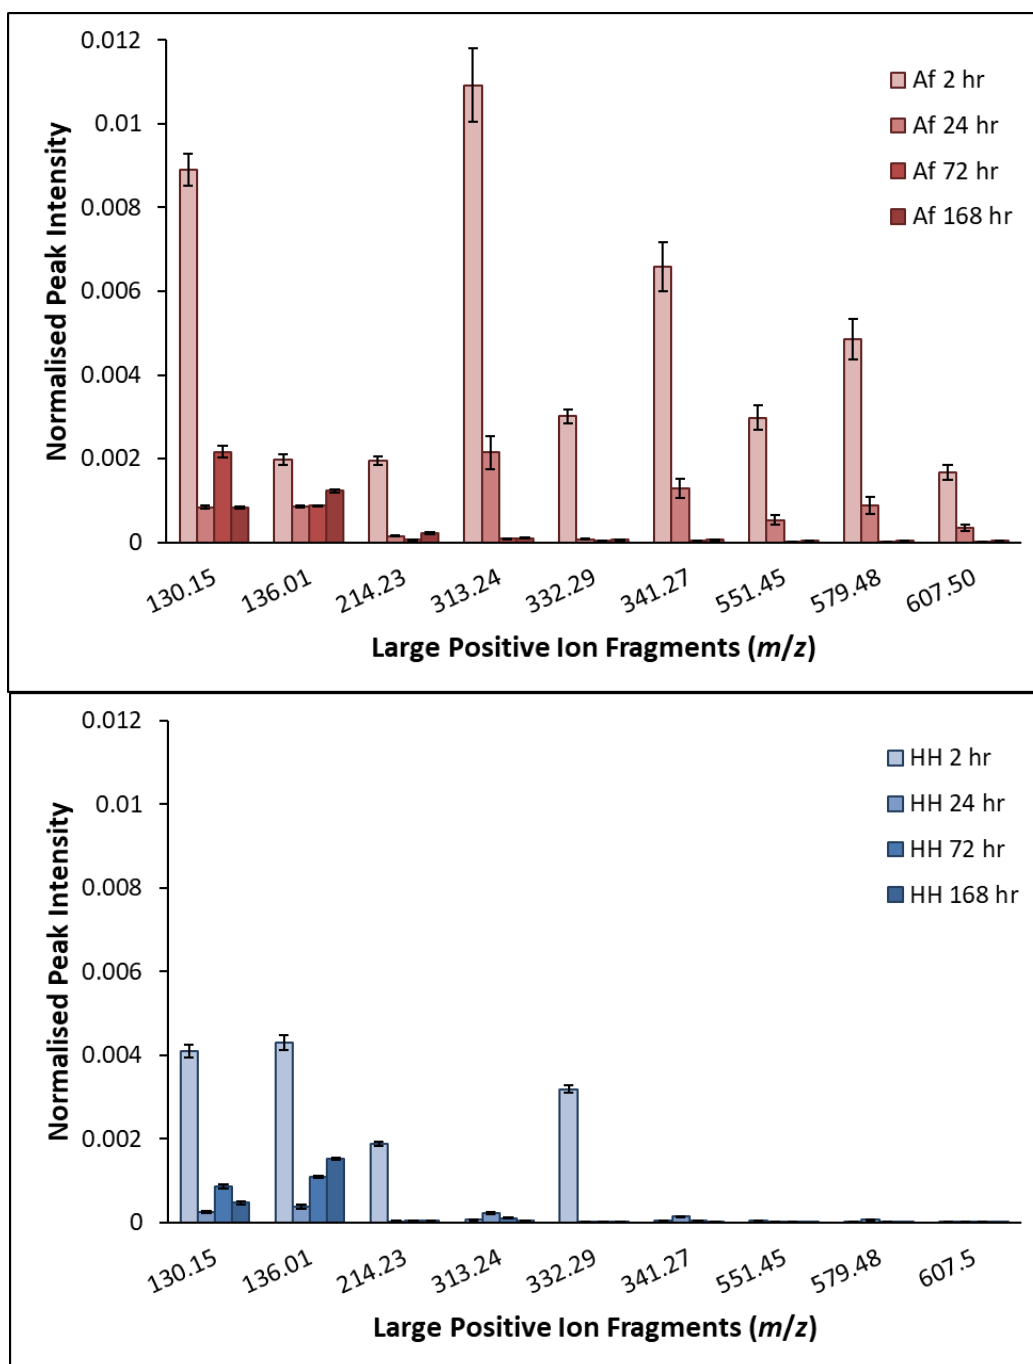 0.012
0.01
0.008
0.006
0.004
0.002
0
Normalised Peak Intensity
Af 2 hr
Af 24 hr
Af 72 hr
Af 168 hr
130.15 136.01 214.23 313.24 332.29 341.27 551.45 579.48 607.50
Large Positive Ion Fragments (m/z)
0.012
0.01
0.008
0.006
0.004
0.002
0
Normalised Peak Intensity
HH 2 hr
HH 24 hr
HH 72 hr
HH 168 hr
130.15 136.01 214.23 313.24 332.29 341.27 551.45 579.48 607.5
Large Positive Ion Fragments (m/z)